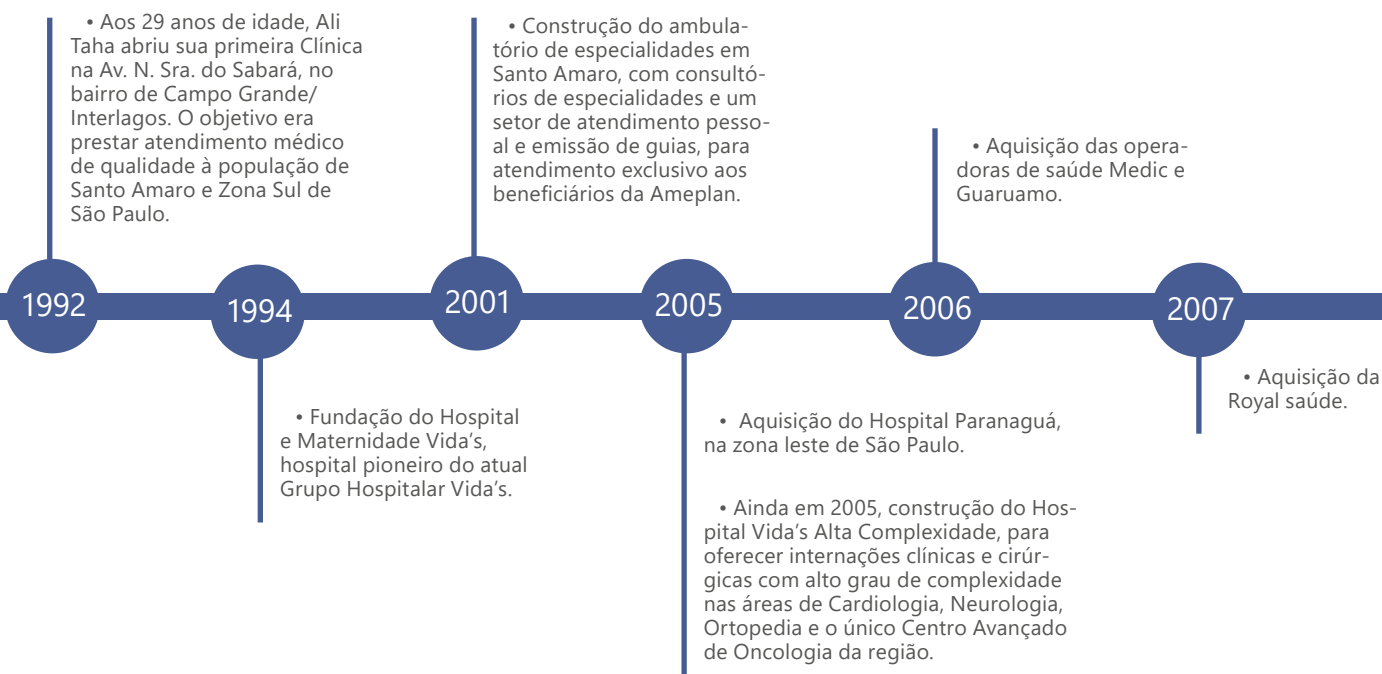 • Aos 29 anos de idade, Ali
Taha abriu sua primeira Clínica
na Av. N. Sra. do Sabará, no
bairro de Campo Grande/
Interlagos. O objetivo era
prestar atendimento médico
de qualidade à população de
Santo Amaro e Zona Sul de
São Paulo.
• Construção do ambula-
tório de especialidades em
Santo Amaro, com consultó-
rios de especialidades e um
setor de atendimento pesso-
al e emissão de guias, para
atendimento exclusivo aos
beneficiários da Ameplan.
• Aquisição das opera-
doras de saúde Medic e
Guaruamo.
1992
1994
2001
2005
2006
2007
• Fundação do Hospital
e Maternidade Vida’s,
hospital pioneiro do atual
Grupo Hospitalar Vida’s.
• Aquisição do Hospital Paranaguá,
na zona leste de São Paulo.
• Ainda em 2005, construção do Hos-
pital Vida’s Alta Complexidade, para
oferecer internações clínicas e cirúr-
gicas com alto grau de complexidade
nas áreas de Cardiologia, Neurologia,
Ortopedia e o único Centro Avançado
de Oncologia da região.
• Aquisição da
Royal saúde.